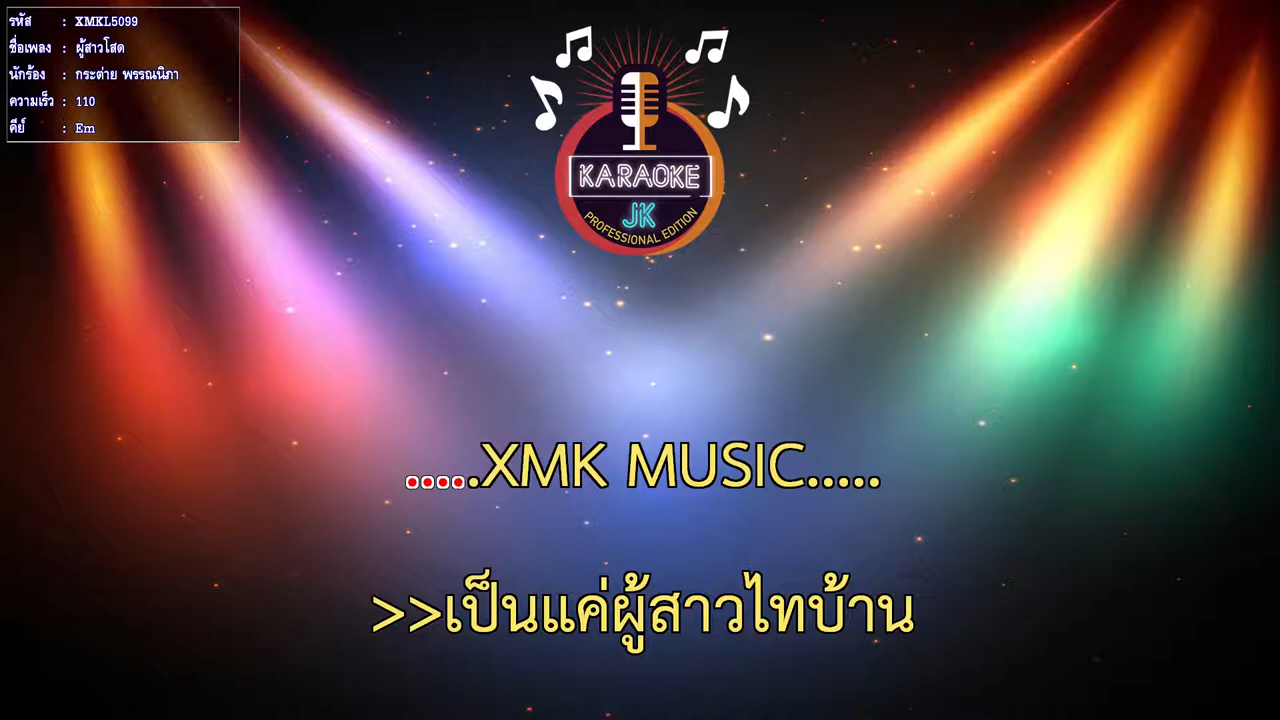 รหัส : XMKL5099
ชื่อเพลง : ผู้สาวโสด
นักร้อง : กระต่าย พรรณนิภา
ความเร็ว : 110
คีย์ : Em
KARAOKE
JK
PROFESSIONAL EDITION
.....XMK MUSIC.....
>>เป็นแค่ผู้สาวไทบ้าน